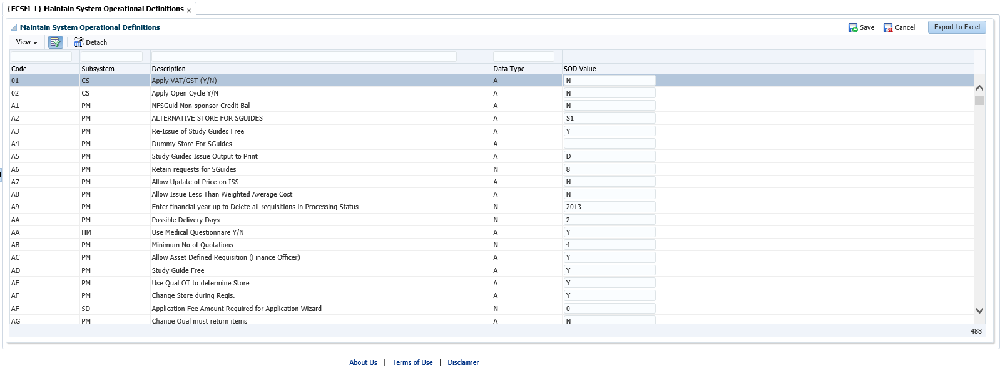 {FCSM-1} Maintain System Operational Definitions
Maintain System Operational Definitions
Save Cancel Export to Excel
View Detach
Code Subsystem Description Data Type SOD Value
01 CS Apply VAT/GST (Y/N) A N
02 CS Apply Open Cycle Y/N A N
A1 PM NFSGuid Non-sponsor Credit Bal A N
A2 PM ALTERNATIVE STORE FOR SGUIDES A S1
A3 PM Re-Issue of Study Guides Free A Y
A4 PM Dummy Store For SGuides A
A5 PM Study Guides Issue Output to Print A D
A6 PM Retain requests for SGuides N 8
A7 PM Allow Update of Price on ISS A N
A8 PM Allow Issue Less Than Weighted Average Cost A N
A9 PM Enter financial year up to Delete all requisitions in Processing Status N 2013
AA PM Possible Delivery Days N 2
AA HM Use Medical Questionnare Y/N A Y
AB PM Minimum No of Quotations N 4
AC PM Allow Asset Defined Requisition (Finance Officer) A Y
AD PM Study Guide Free A Y
AE PM Use Qual OT to determine Store A Y
AF PM Change Store during Regis. A Y
AF SD Application Fee Amount Required for Application Wizard N 0
AG PM Change Qual must return items A N
488
About Us | Terms of Use | Disclaimer